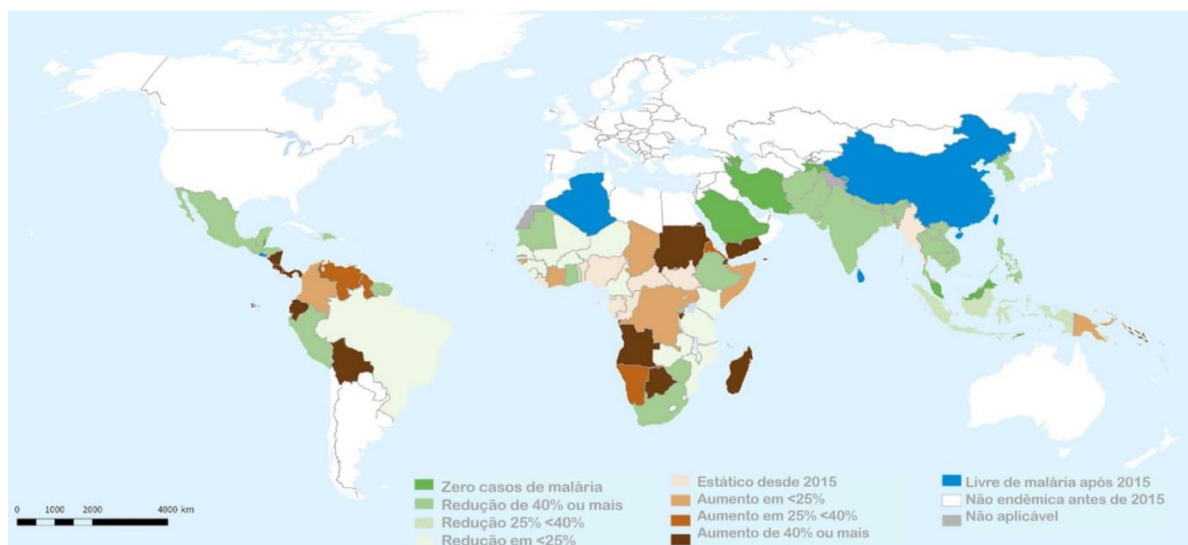 Zero casos de malária
Redução de 40% ou mais
Redução 25% <40%
Redução em <25%
Estático desde 2015
Aumento em <25%
Aumento em 25% <40%
Aumento de 40% ou mais
Livre de malária após 2015
Não endêmica antes de 2015
Não aplicável
0 1000 2000 4000 km